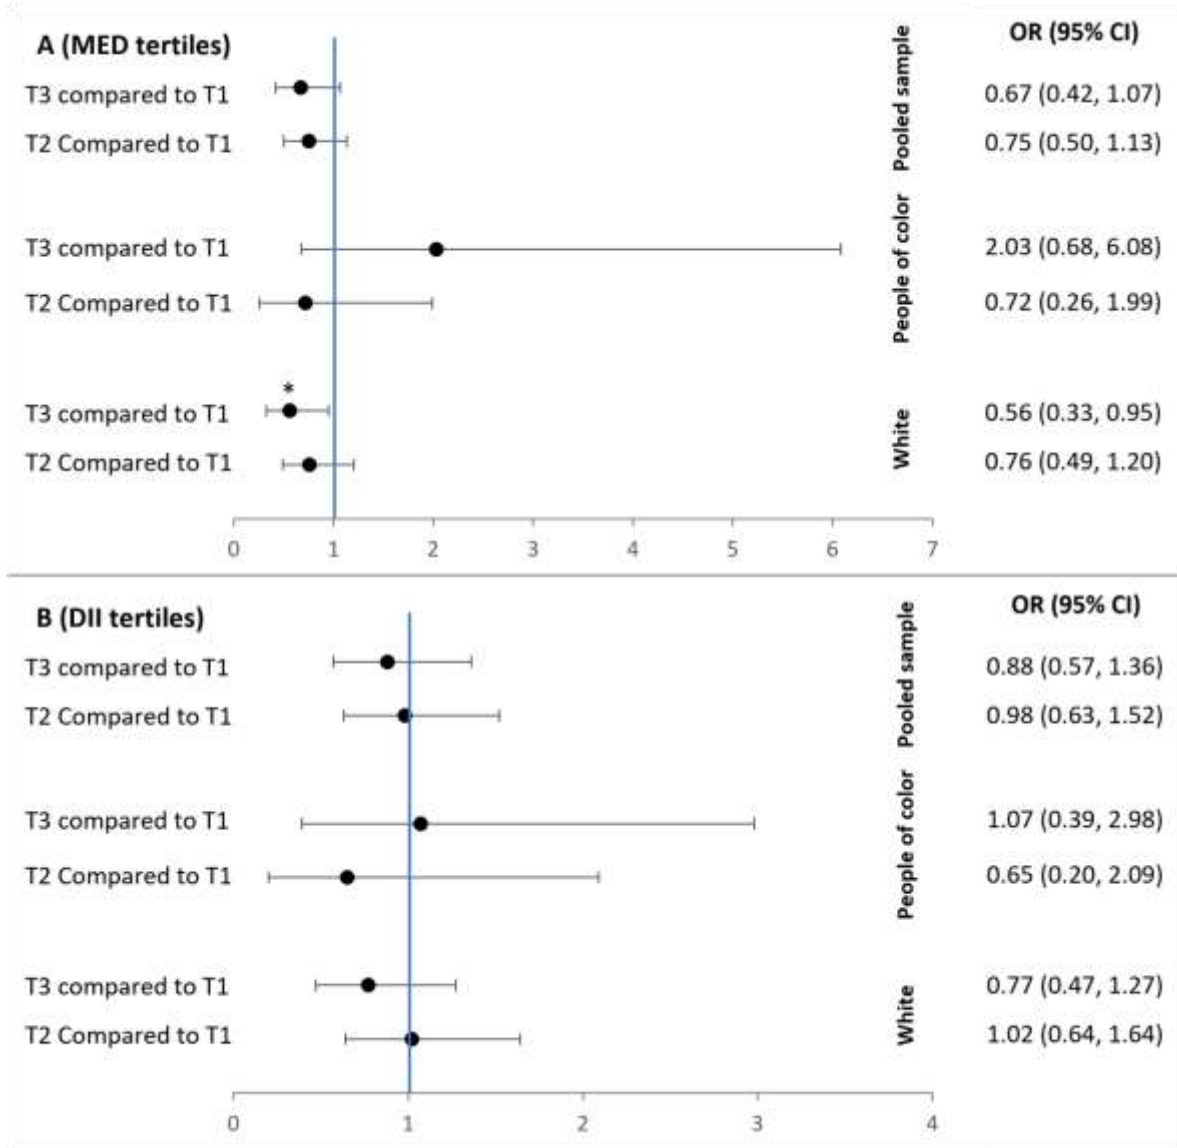 A (MED tertiles)
OR (95% CI)
Pooled sample
T3 compared to T1
0.67 (0.42, 1.07)
T2 Compared to T1
0.75 (0.50, 1.13)
People of color
T3 compared to T1
2.03 (0.68, 6.08)
T2 Compared to T1
0.72 (0.26, 1.99)
White
*
T3 compared to T1
0.56 (0.33, 0.95)
T2 Compared to T1
0.76 (0.49, 1.20)
0 1 2 3 4 5 6 7
B (DII tertiles)
OR (95% CI)
Pooled sample
T3 compared to T1
0.88 (0.57, 1.36)
T2 Compared to T1
0.98 (0.63, 1.52)
People of color
T3 compared to T1
1.07 (0.39, 2.98)
T2 Compared to T1
0.65 (0.20, 2.09)
White
T3 compared to T1
0.77 (0.47, 1.27)
T2 Compared to T1
1.02 (0.64, 1.64)
0 1 2 3 4